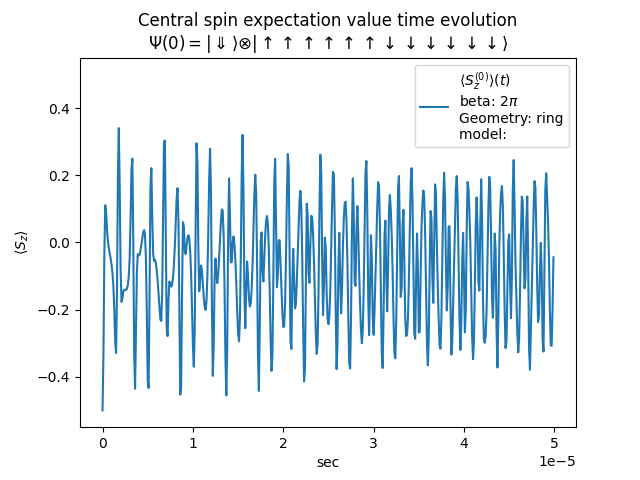 Central spin expectation value time evolution
Ψ(0) = | ⇓ ⟩⊗| ↑ ↑ ↑ ↑ ↑ ↑ ↓ ↓ ↓ ↓ ↓ ↓⟩
⟨S_z^{(0)}⟩(t)
beta: 2π
Geometry: ring
model:
0.4
0.2
0.0
−0.2
−0.4
⟨S_z⟩
0 1 2 3 4 5
sec
1e−5